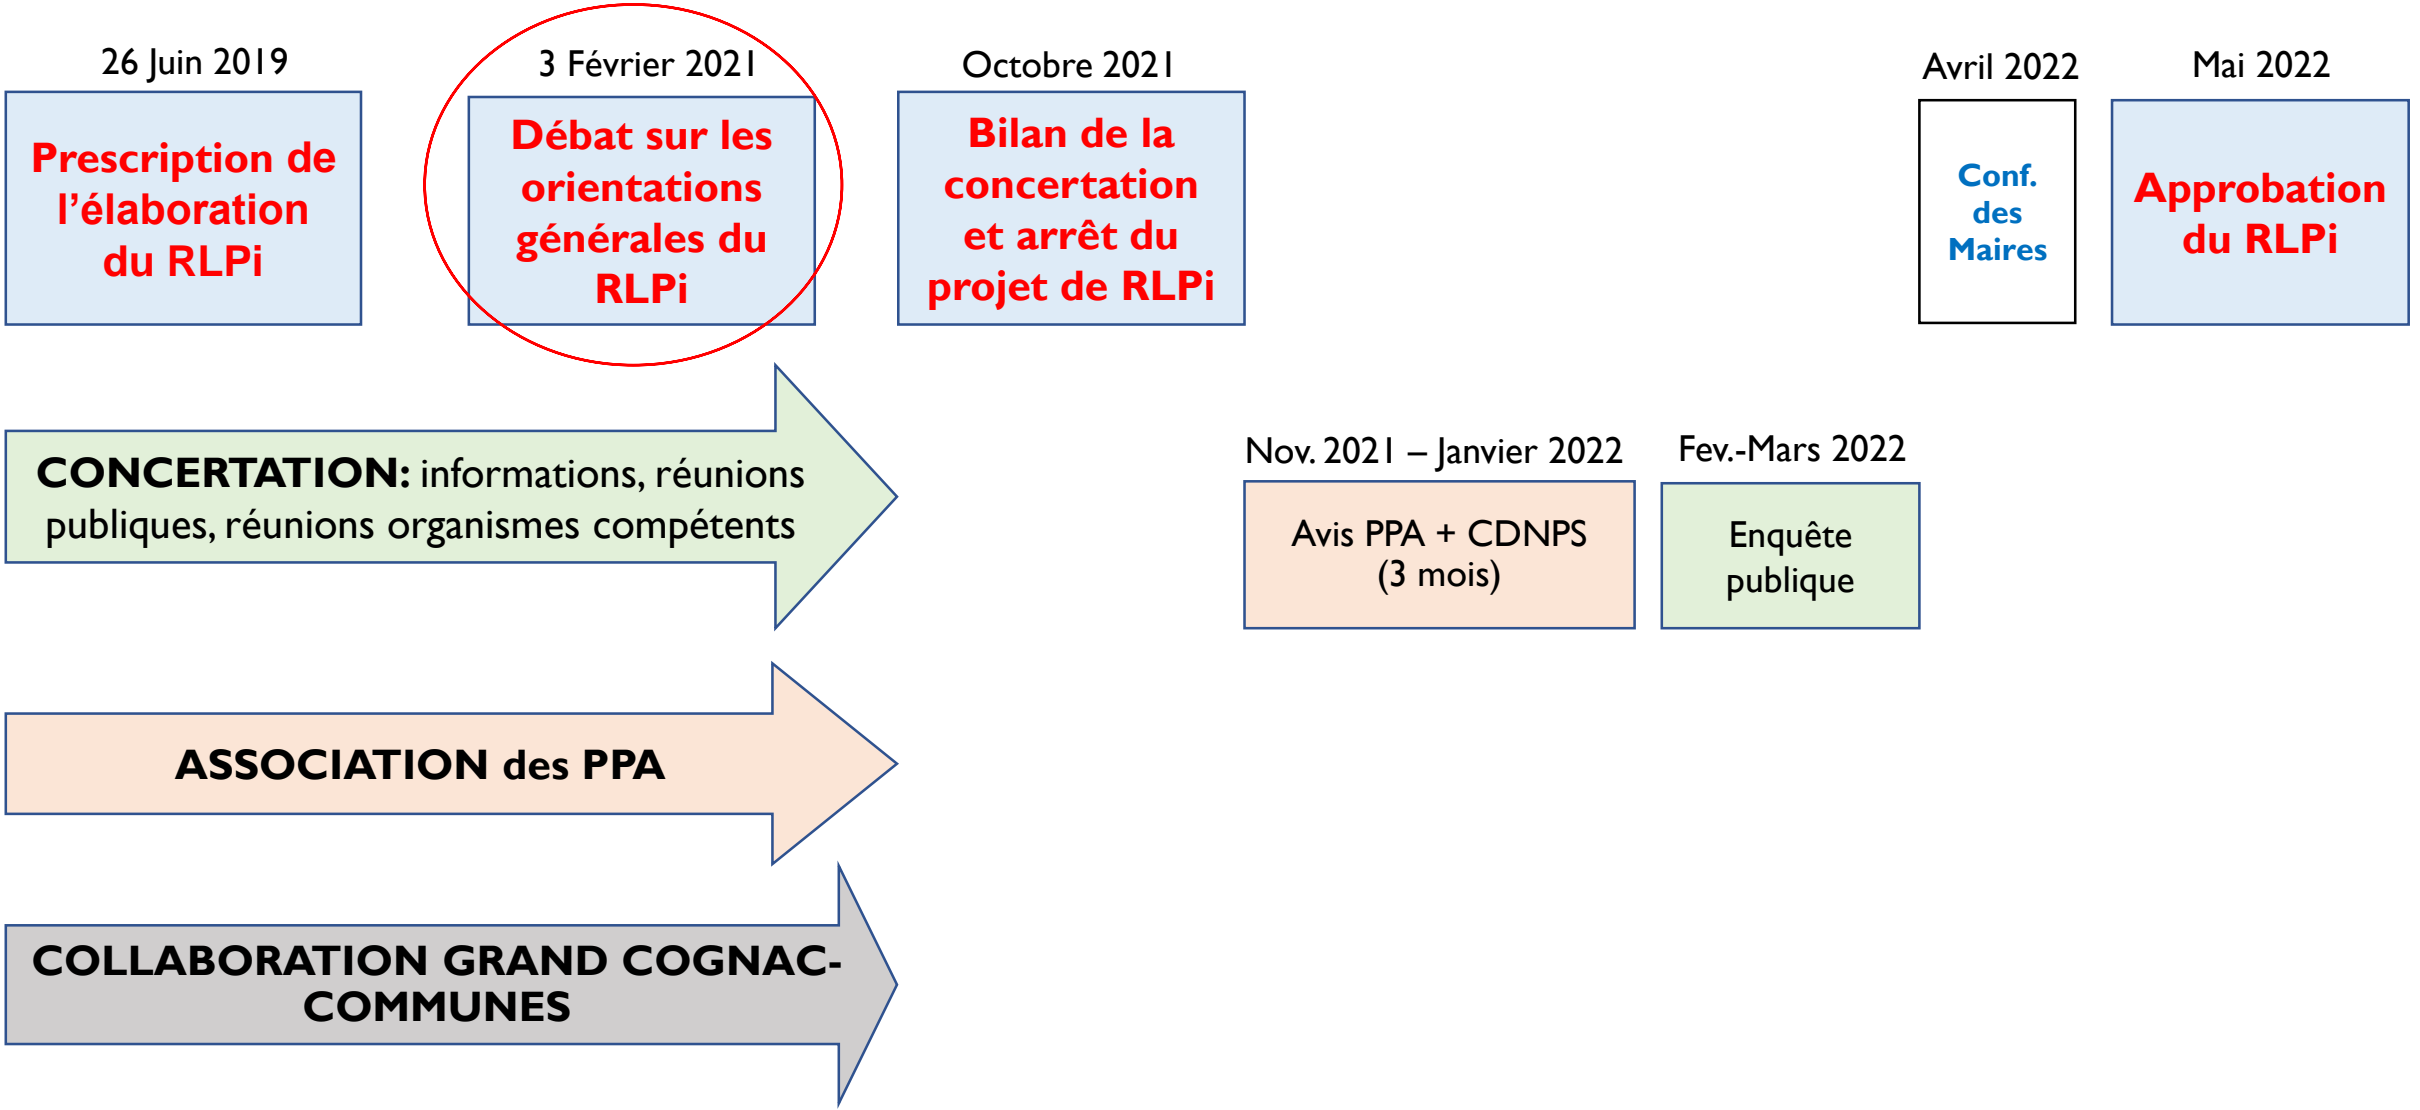 26 Juin 2019
Prescription de
l’élaboration
du RLPi
3 Février 2021
Débat sur les
orientations
générales du
RLPi
Octobre 2021
Bilan de la
concertation
et arrêt du
projet de RLPi
Avril 2022
Conf.
des
Maires
Mai 2022
Approbation
du RLPi
CONCERTATION: informations, réunions
publiques, réunions organismes compétents
Nov. 2021 – Janvier 2022
Avis PPA + CDNPS
(3 mois)
Fev.-Mars 2022
Enquête
publique
ASSOCIATION des PPA
COLLABORATION GRAND COGNAC-
COMMUNES